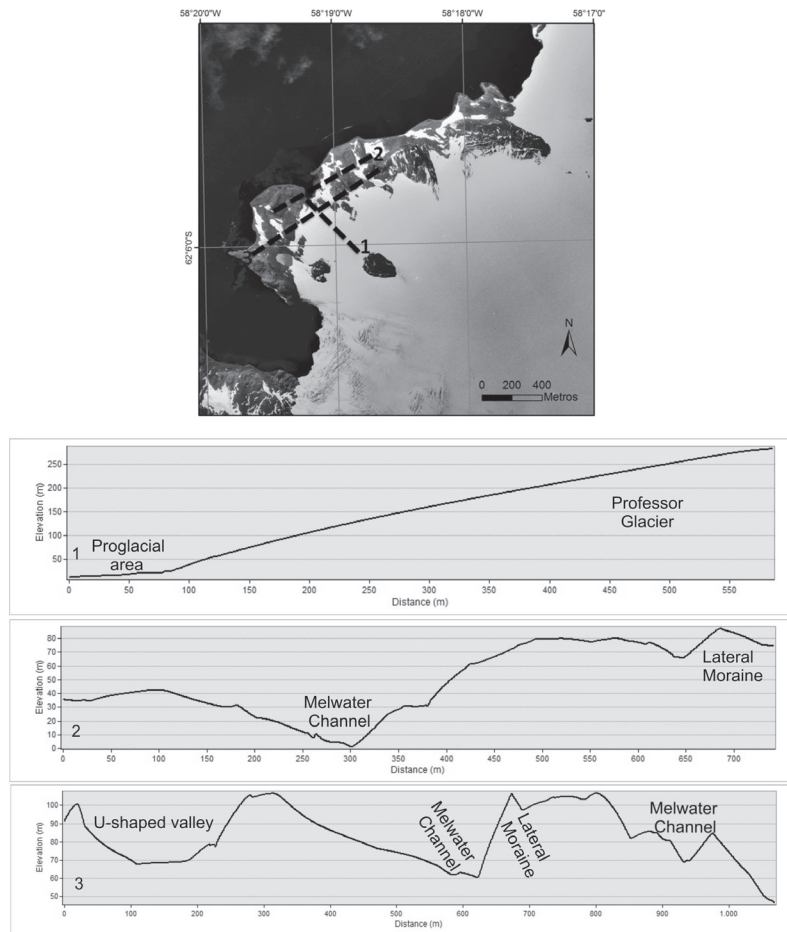 58°20'0"W 58°19'0"W 58°18'0"W 58°17'0"
2
62°6'0"S
1
N
0 200 400
Metros
Elevation (m)
250
200
150
100
50
1
Proglacial
area
Professor
Glacier
0 50 100 150 200 250 300 350 400 450 500 550
Distance (m)
Elevation (m)
80
70
60
50
40
30
20
10
0
2
Melwater
Channel
Lateral
Moraine
0 50 100 150 200 250 300 350 400 450 500 550 600 650 700
Distance (m)
Elevation (m)
100
90
80
70
60
50
3
U-shaped valley
Melwater
Channel
Lateral
Moraine
Melwater
Channel
0 100 200 300 400 500 600 700 800 900 1.000
Distance (m)